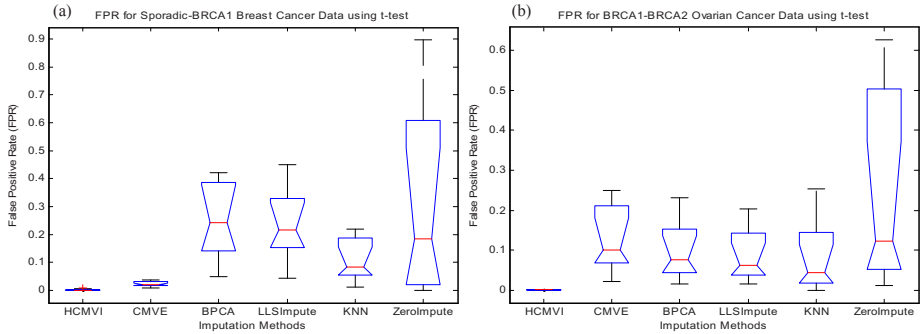 (a)
FPR for Sporadic-BRCA1 Breast Cancer Data using t-test
False Positive Rate (FPR)
0.9
0.8
0.7
0.6
0.5
0.4
0.3
0.2
0.1
0
HCMVI CMVE BPCA LLSImpute KNN ZeroImpute
Imputation Methods
(b)
FPR for BRCA1-BRCA2 Ovarian Cancer Data using t-test
False Positive Rate (FPR)
0.6
0.5
0.4
0.3
0.2
0.1
0
HCMVI CMVE BPCA LLSImpute KNN ZeroImpute
Imputation Methods